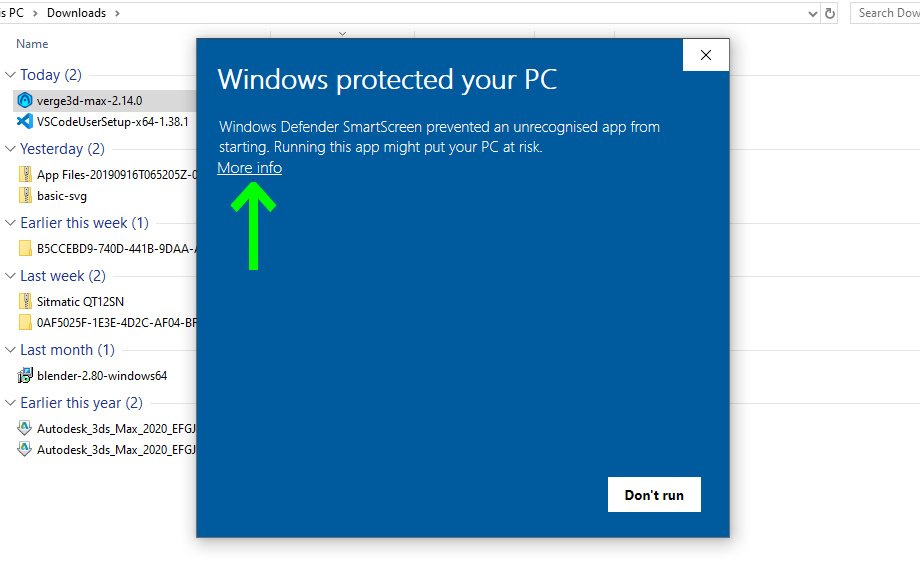 is PC > Downloads >
Search Dow
Name
Today (2)
verge3d-max-2.14.0
VSCodeUserSetup-x64-1.38.1
Yesterday (2)
App Files-20190916T065205Z-0
basic-svg
Earlier this week (1)
B5CCEBD9-740D-441B-9DAA-A
Last week (2)
Sitmatic QT12SN
0AF5025F-1E3E-4D2C-AF04-BF
Last month (1)
blender-2.80-windows64
Earlier this year (2)
Autodesk_3ds_Max_2020_EFGJ
Autodesk_3ds_Max_2020_EFGJ
Windows protected your PC
Windows Defender SmartScreen prevented an unrecognised app from
starting. Running this app might put your PC at risk.
More info
Don't run